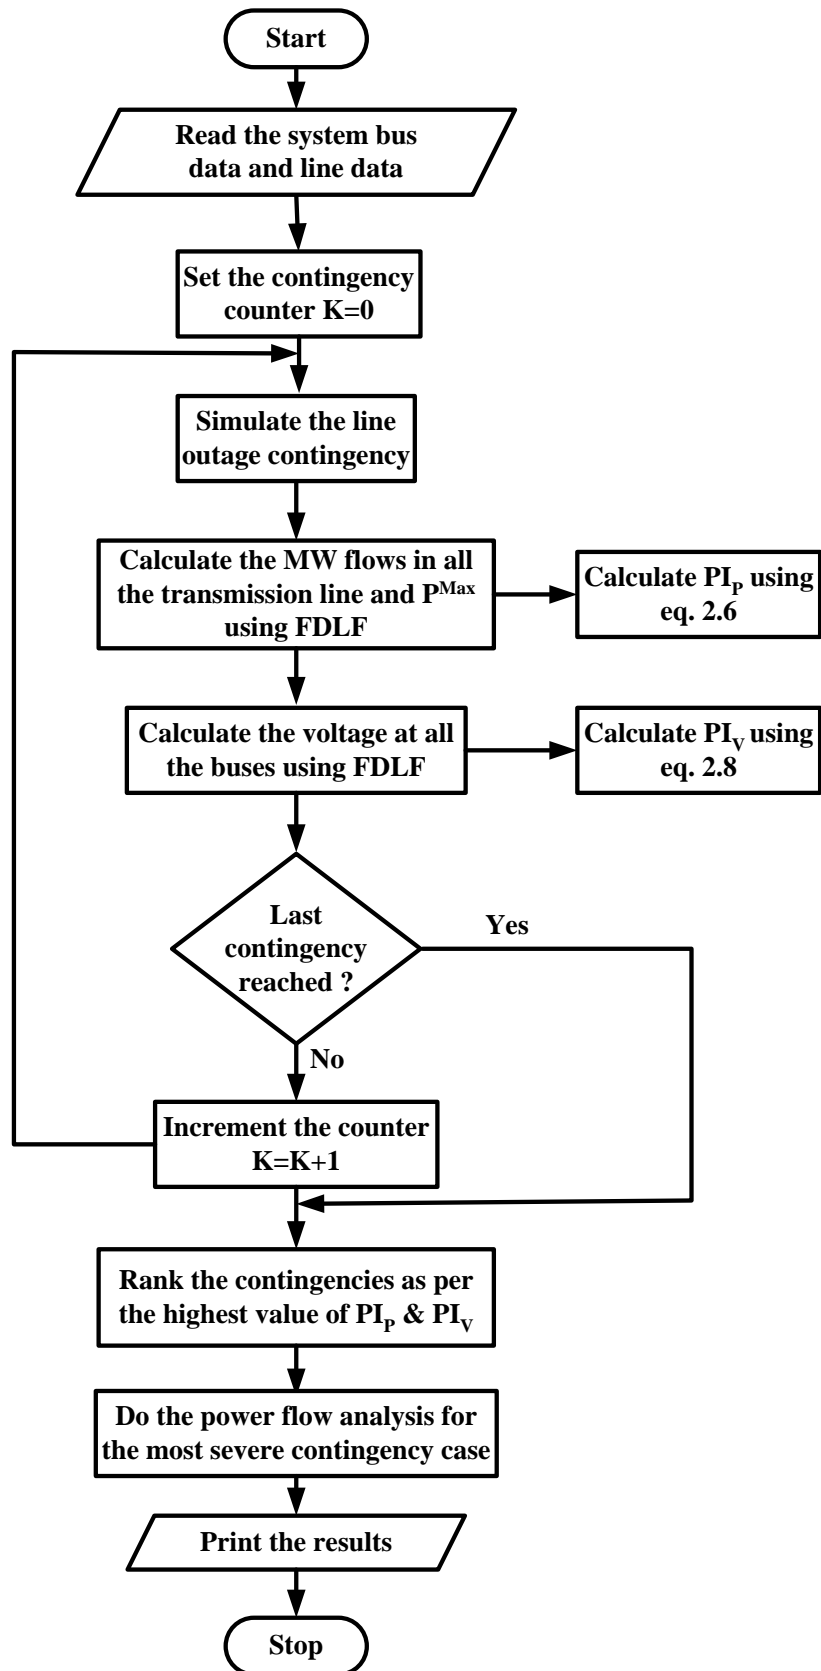 Start
Read the system bus
data and line data
Set the contingency
counter K=0
Simulate the line
outage contingency
Calculate the MW flows in all
the transmission line and P^Max
using FDLF
Calculate PI_P using
eq. 2.6
Calculate the voltage at all
the buses using FDLF
Calculate PI_V using
eq. 2.8
Last
contingency
reached ?
Yes
No
Increment the counter
K=K+1
Rank the contingencies as per
the highest value of PI_P & PI_V
Do the power flow analysis for
the most severe contingency case
Print the results
Stop